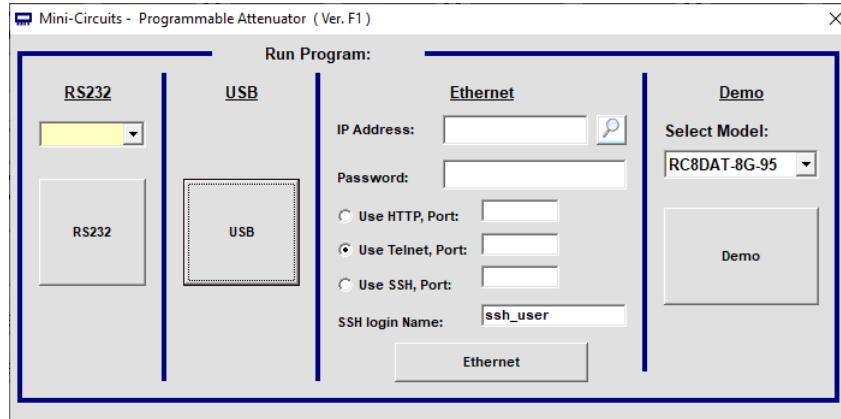 Mini-Circuits - Programmable Attenuator ( Ver. F1 )
Run Program:
RS232
RS232
USB
USB
Ethernet
IP Address:
Password:
Use HTTP, Port:
Use Telnet, Port:
Use SSH, Port:
SSH login Name: ssh_user
Ethernet
Demo
Select Model:
RC8DAT-8G-95
Demo